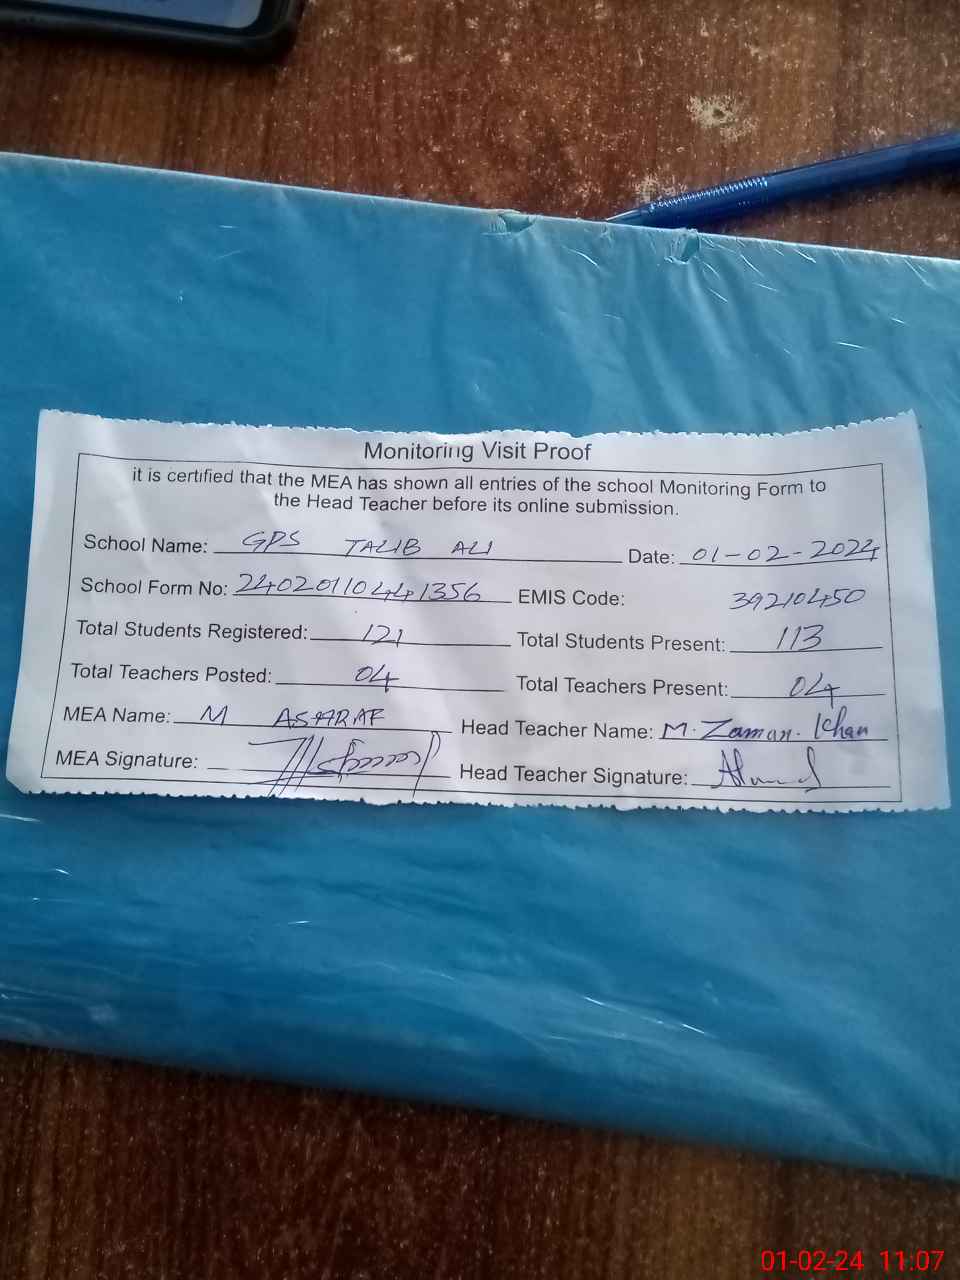 Monitoring Visit Proof
it is certified that the MEA has shown all entries of the school Monitoring Form to
the Head Teacher before its online submission.
School Name: GPS TALIB ALI Date: 01-02-2024
School Form No: 24020110441356 EMIS Code: 39210450
Total Students Registered: 121 Total Students Present: 113
Total Teachers Posted: 04 Total Teachers Present: 04
MEA Name: M ASHRAF Head Teacher Name: M. Zaman. Khan
MEA Signature: Head Teacher Signature:
01-02-24 11:07